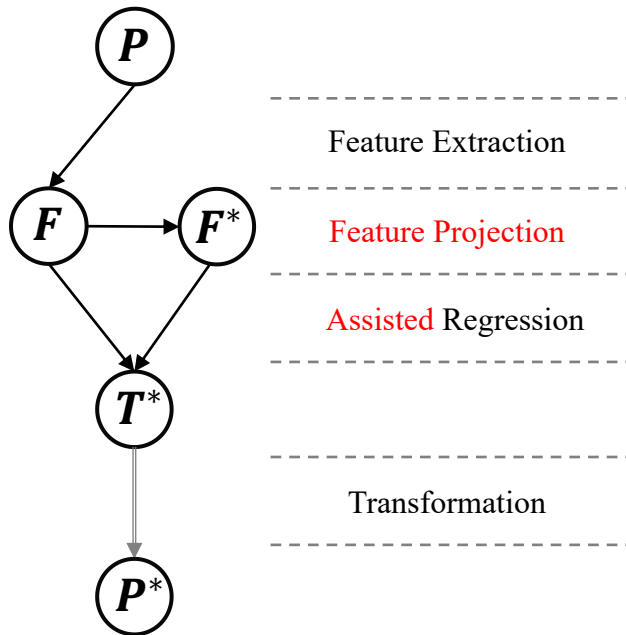 P
Feature Extraction
F F* Feature Projection
Assisted Regression
T*
Transformation
P*